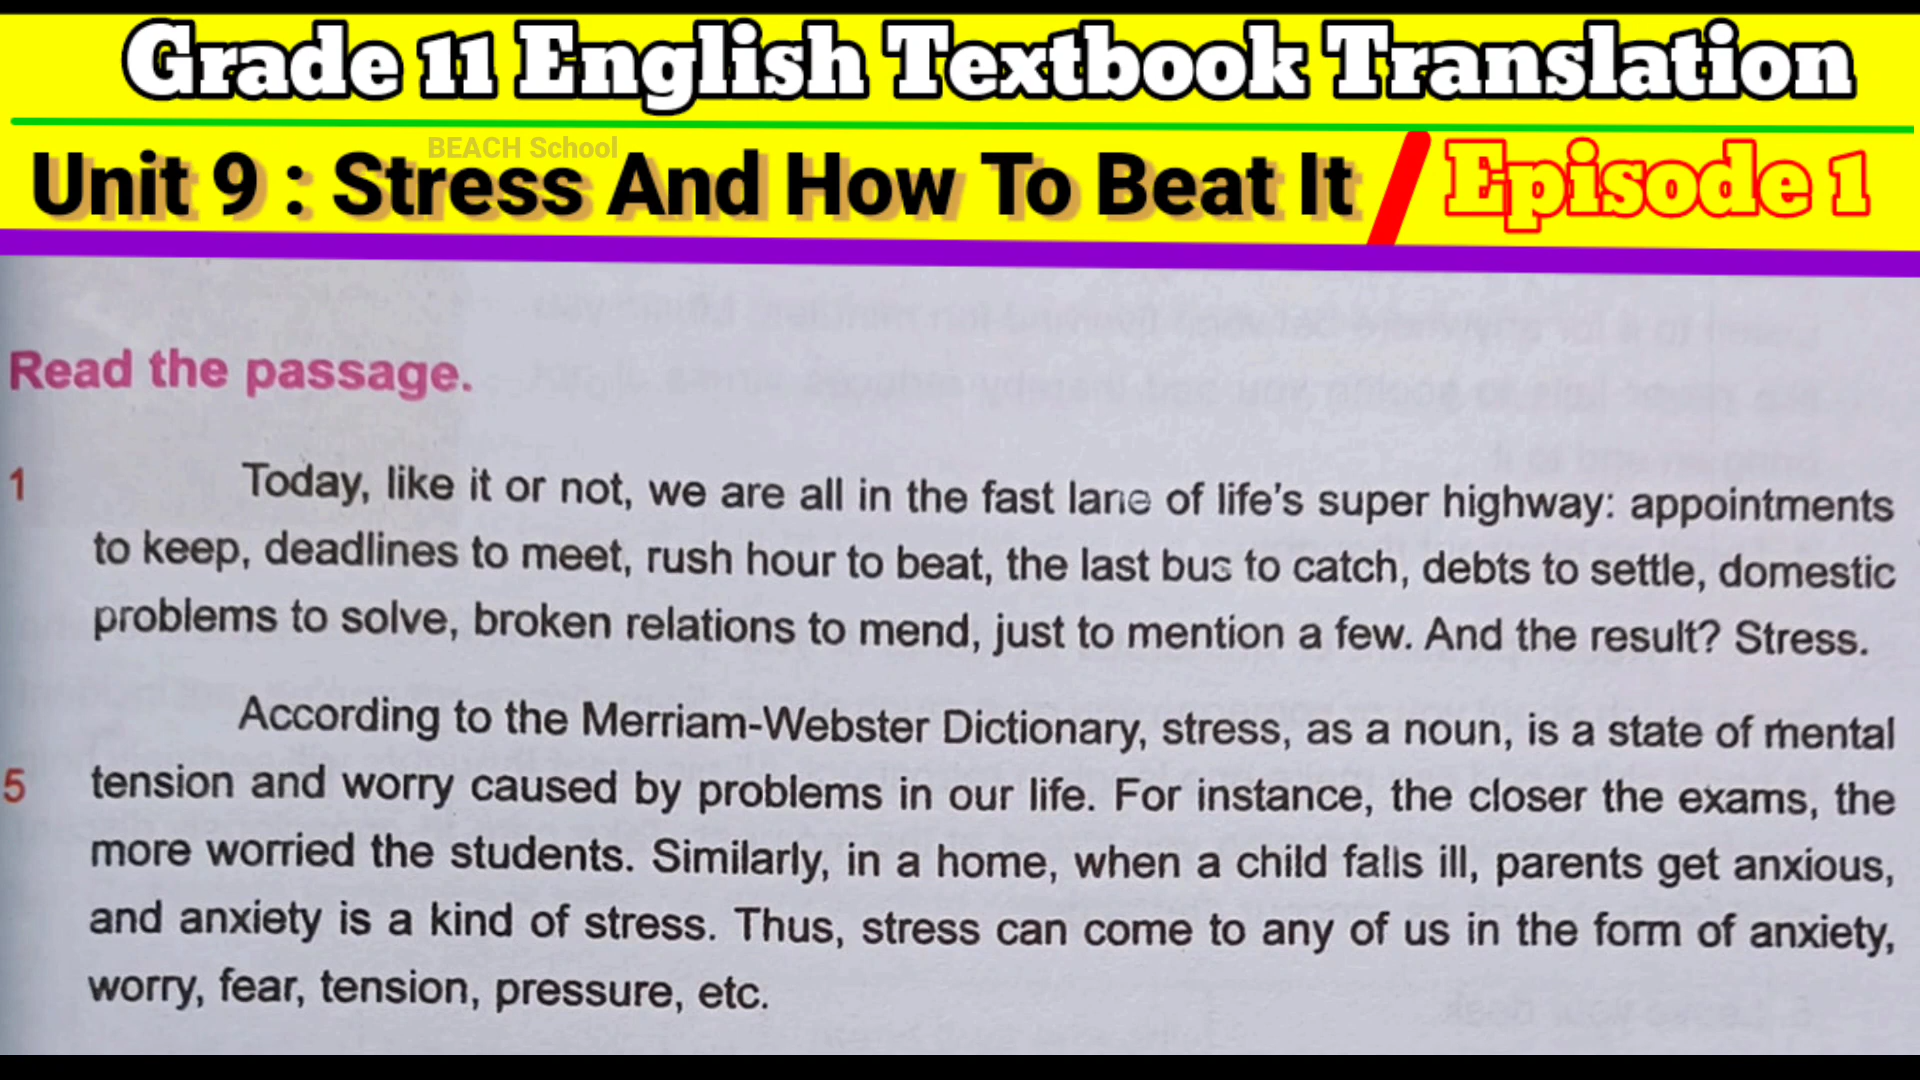 Grade 11 English Textbook Translation
BEACH School
Unit 9 : Stress And How To Beat It / Episode 1
Read the passage.
1 Today, like it or not, we are all in the fast lane of life's super highway: appointments
to keep, deadlines to meet, rush hour to beat, the last bus to catch, debts to settle, domestic
problems to solve, broken relations to mend, just to mention a few. And the result? Stress.
According to the Merriam-Webster Dictionary, stress, as a noun, is a state of mental
5 tension and worry caused by problems in our life. For instance, the closer the exams, the
more worried the students. Similarly, in a home, when a child falls ill, parents get anxious,
and anxiety is a kind of stress. Thus, stress can come to any of us in the form of anxiety,
worry, fear, tension, pressure, etc.